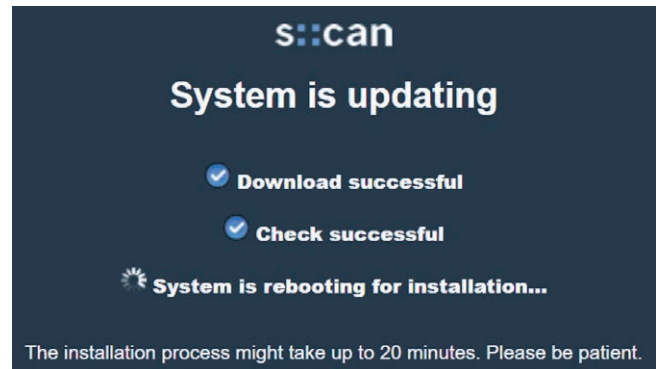 s::can
System is updating
Download successful
Check successful
System is rebooting for installation...
The installation process might take up to 20 minutes. Please be patient.